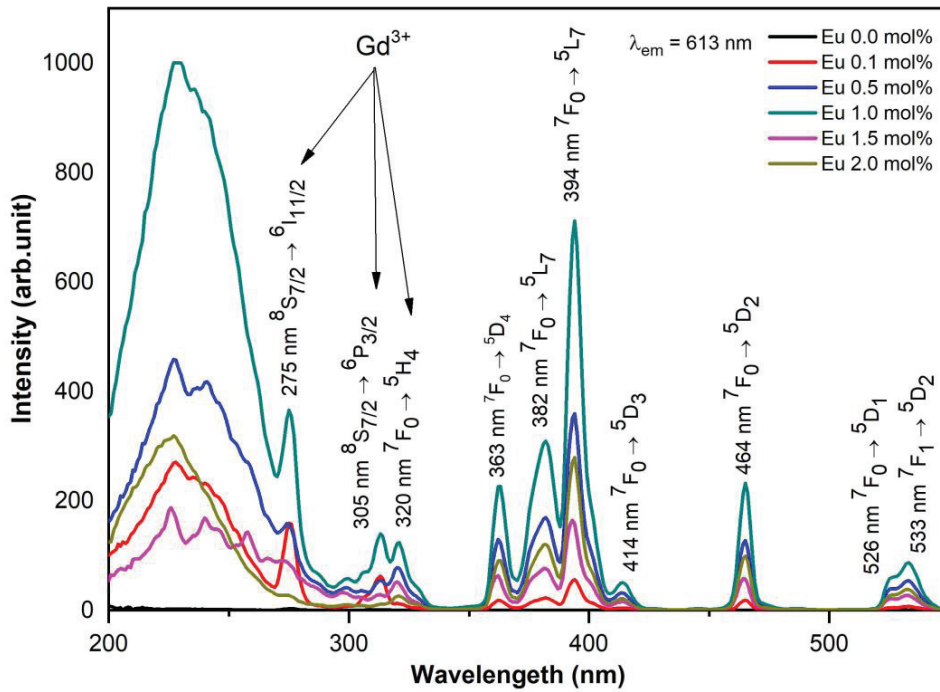 Gd³⁺
λem = 613 nm
Eu 0.0 mol%
Eu 0.1 mol%
Eu 0.5 mol%
Eu 1.0 mol%
Eu 1.5 mol%
Eu 2.0 mol%
275 nm ⁸S7/2→ ⁶I11/2
305 nm ⁸S7/2→ ⁶P3/2
320 nm ⁷F0→ ⁵H4
363 nm ⁷F0→ ⁵D4
382 nm ⁷F0→ ⁵L7
394 nm ⁷F0→ ⁵L7
414 nm ⁷F0→ ⁵D3
464 nm ⁷F0→ ⁵D2
526 nm ⁷F0→ ⁵D1
533 nm ⁷F1→ ⁵D2
Intensity (arb.unit)
1000
800
600
400
200
0
200
300
400
500
Wavelengeth (nm)